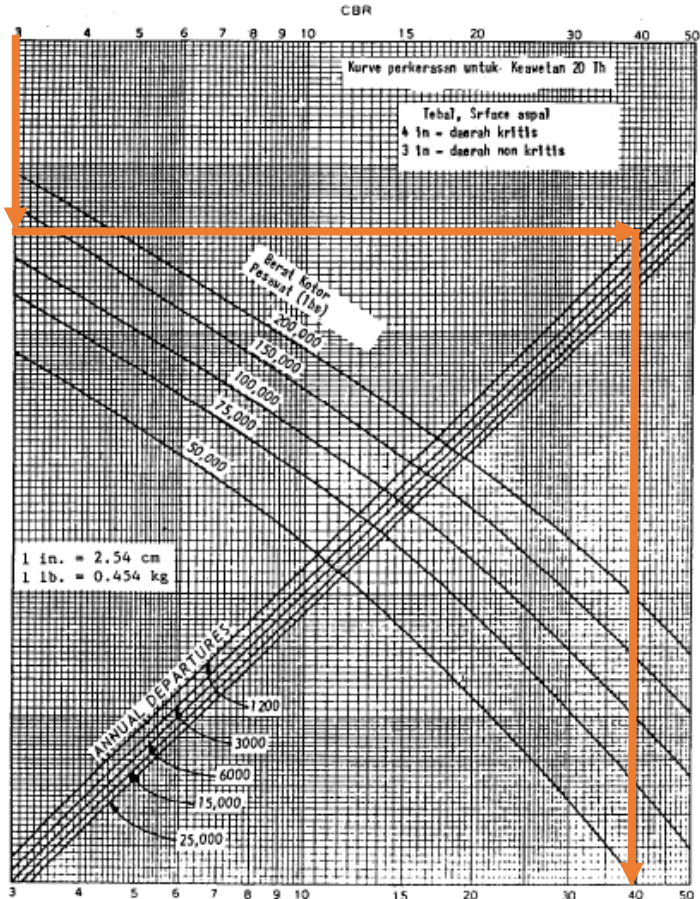 CBR
3 4 5 6 7 8 9 10 15 20 30 40 50
Kurve perkerasan untuk Keawetan 20 Th
Tebal, Srface aspal
4 in - daerah kritis
3 in - daerah non kritis
Berat Kotor
Pesawat (lbs)
200,000
150,000
100,000
75,000
50,000
1 in. = 2.54 cm
1 lb. = 0.454 kg
ANNUAL DEPARTURES
1200
3000
6000
15,000
25,000
3 4 5 6 7 8 9 10 15 20 30 40 50